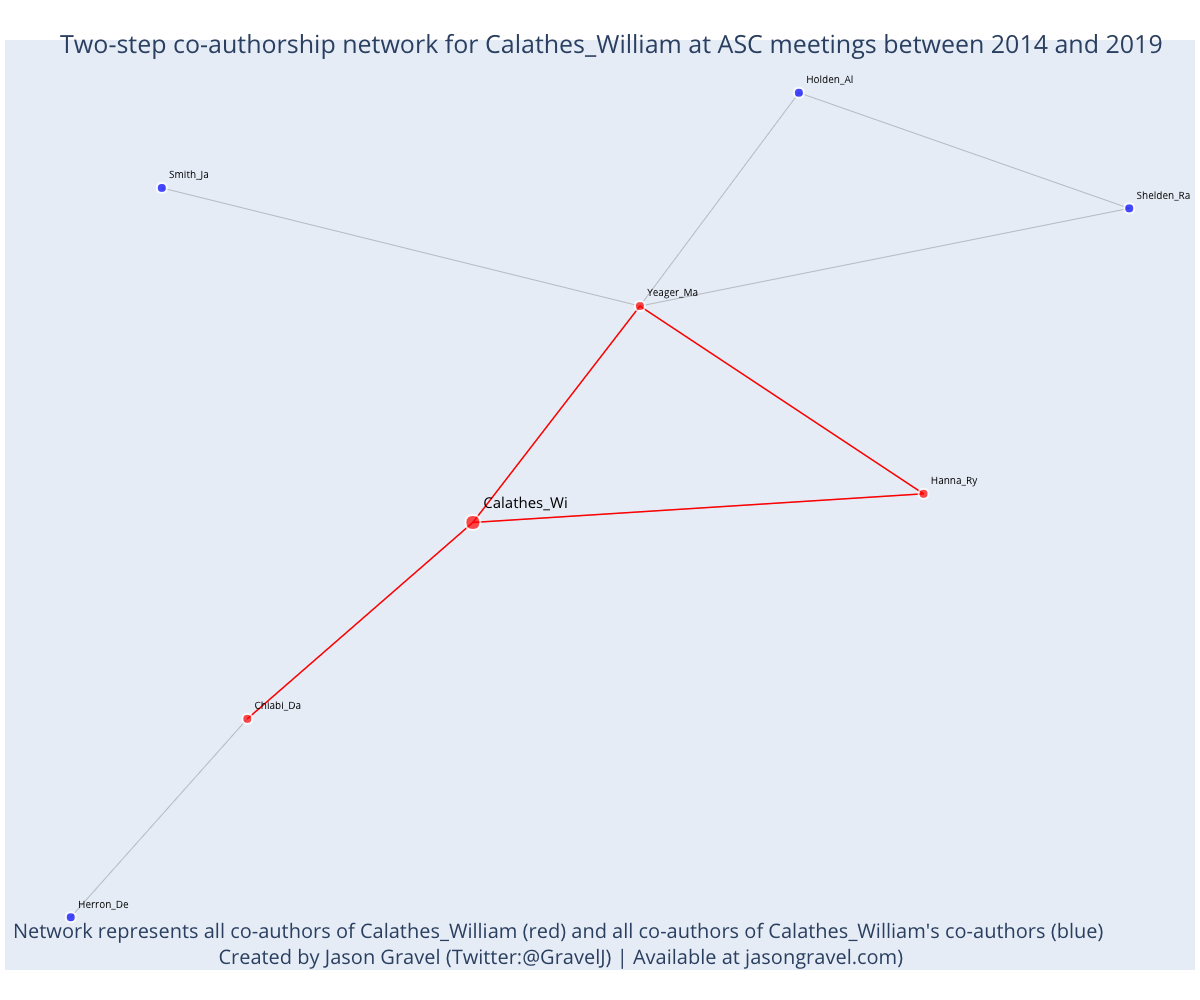 Two-step co-authorship network for Calathes_William at ASC meetings between 2014 and 2019
Holden_Al
Smith_Ja
Shelden_Ra
Yeager_Ma
Hanna_Ry
Calathes_Wi
Chlabi_Da
Herron_De
Network represents all co-authors of Calathes_William (red) and all co-authors of Calathes_William's co-authors (blue)
Created by Jason Gravel (Twitter:@GravelJ) | Available at jasongravel.com)